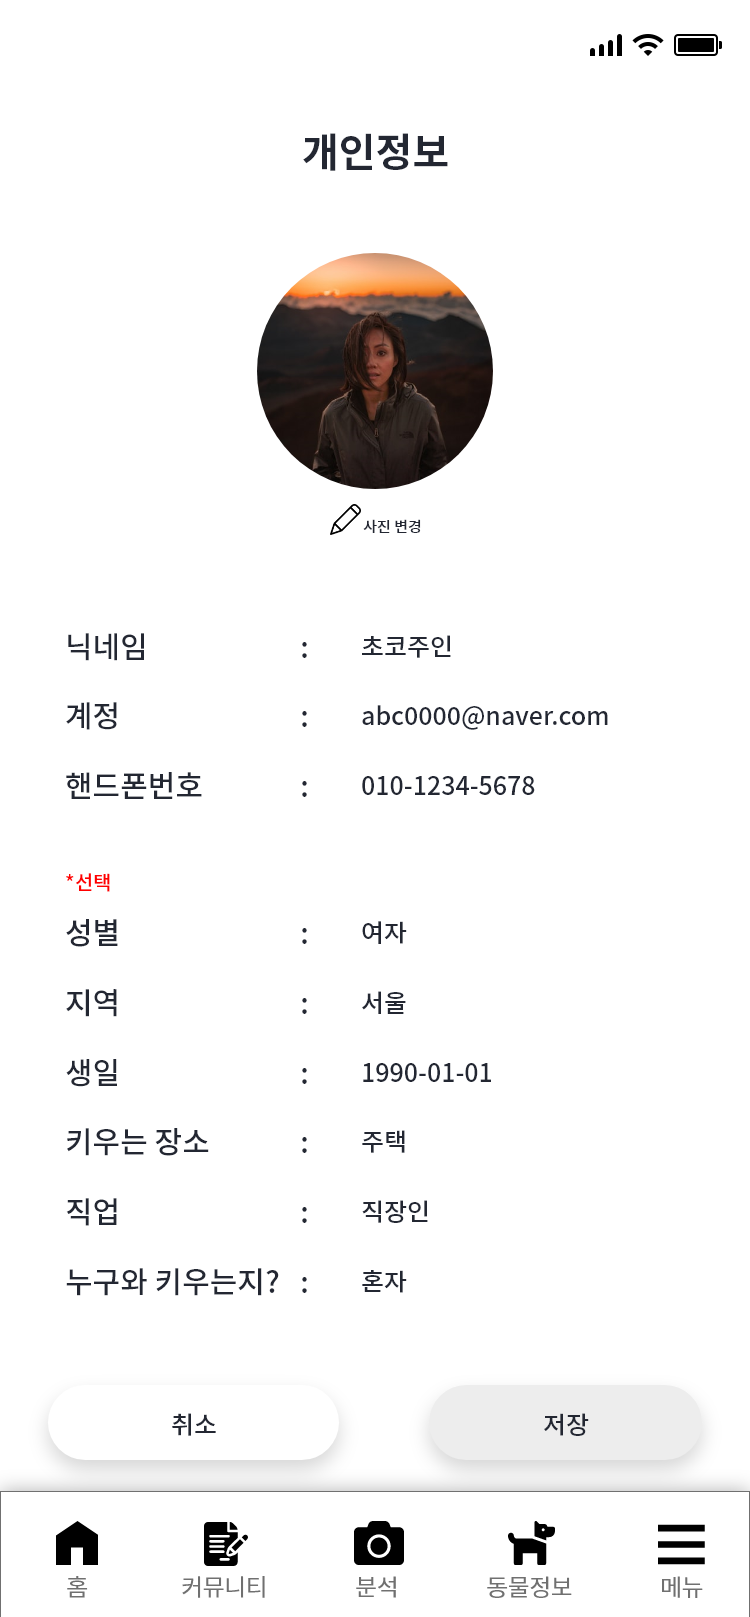 개인정보
사진 변경
닉네임 : 초코주인
계정 : abc0000@naver.com
핸드폰번호 : 010-1234-5678
*선택
성별 : 여자
지역 : 서울
생일 : 1990-01-01
키우는 장소 : 주택
직업 : 직장인
누구와 키우는지? : 혼자
취소 저장
홈 커뮤니티 분석 동물정보 메뉴